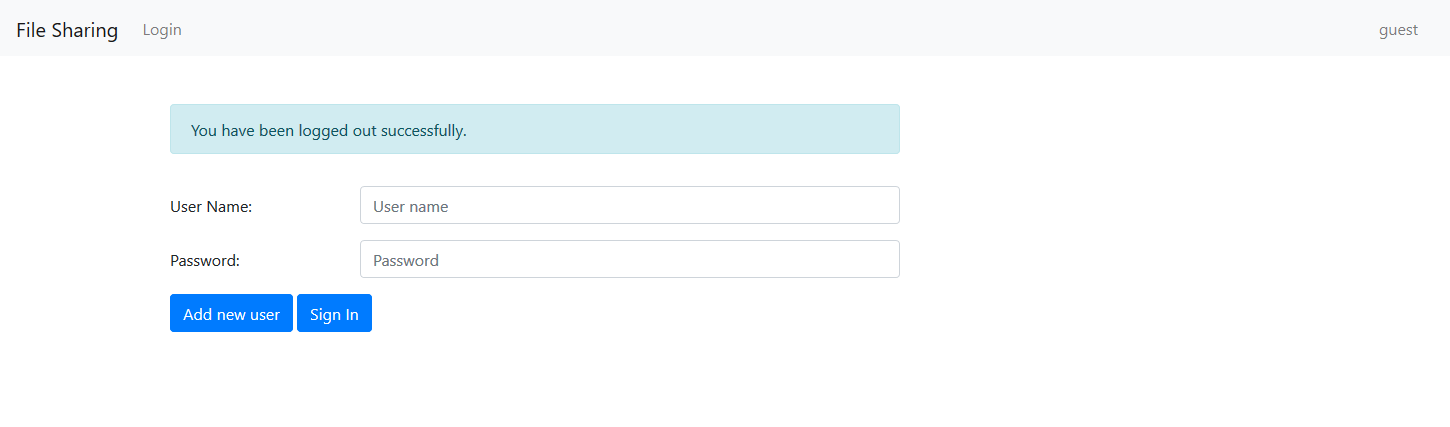 File Sharing Login guest
You have been logged out successfully.
User Name: User name
Password: Password
Add new user Sign In